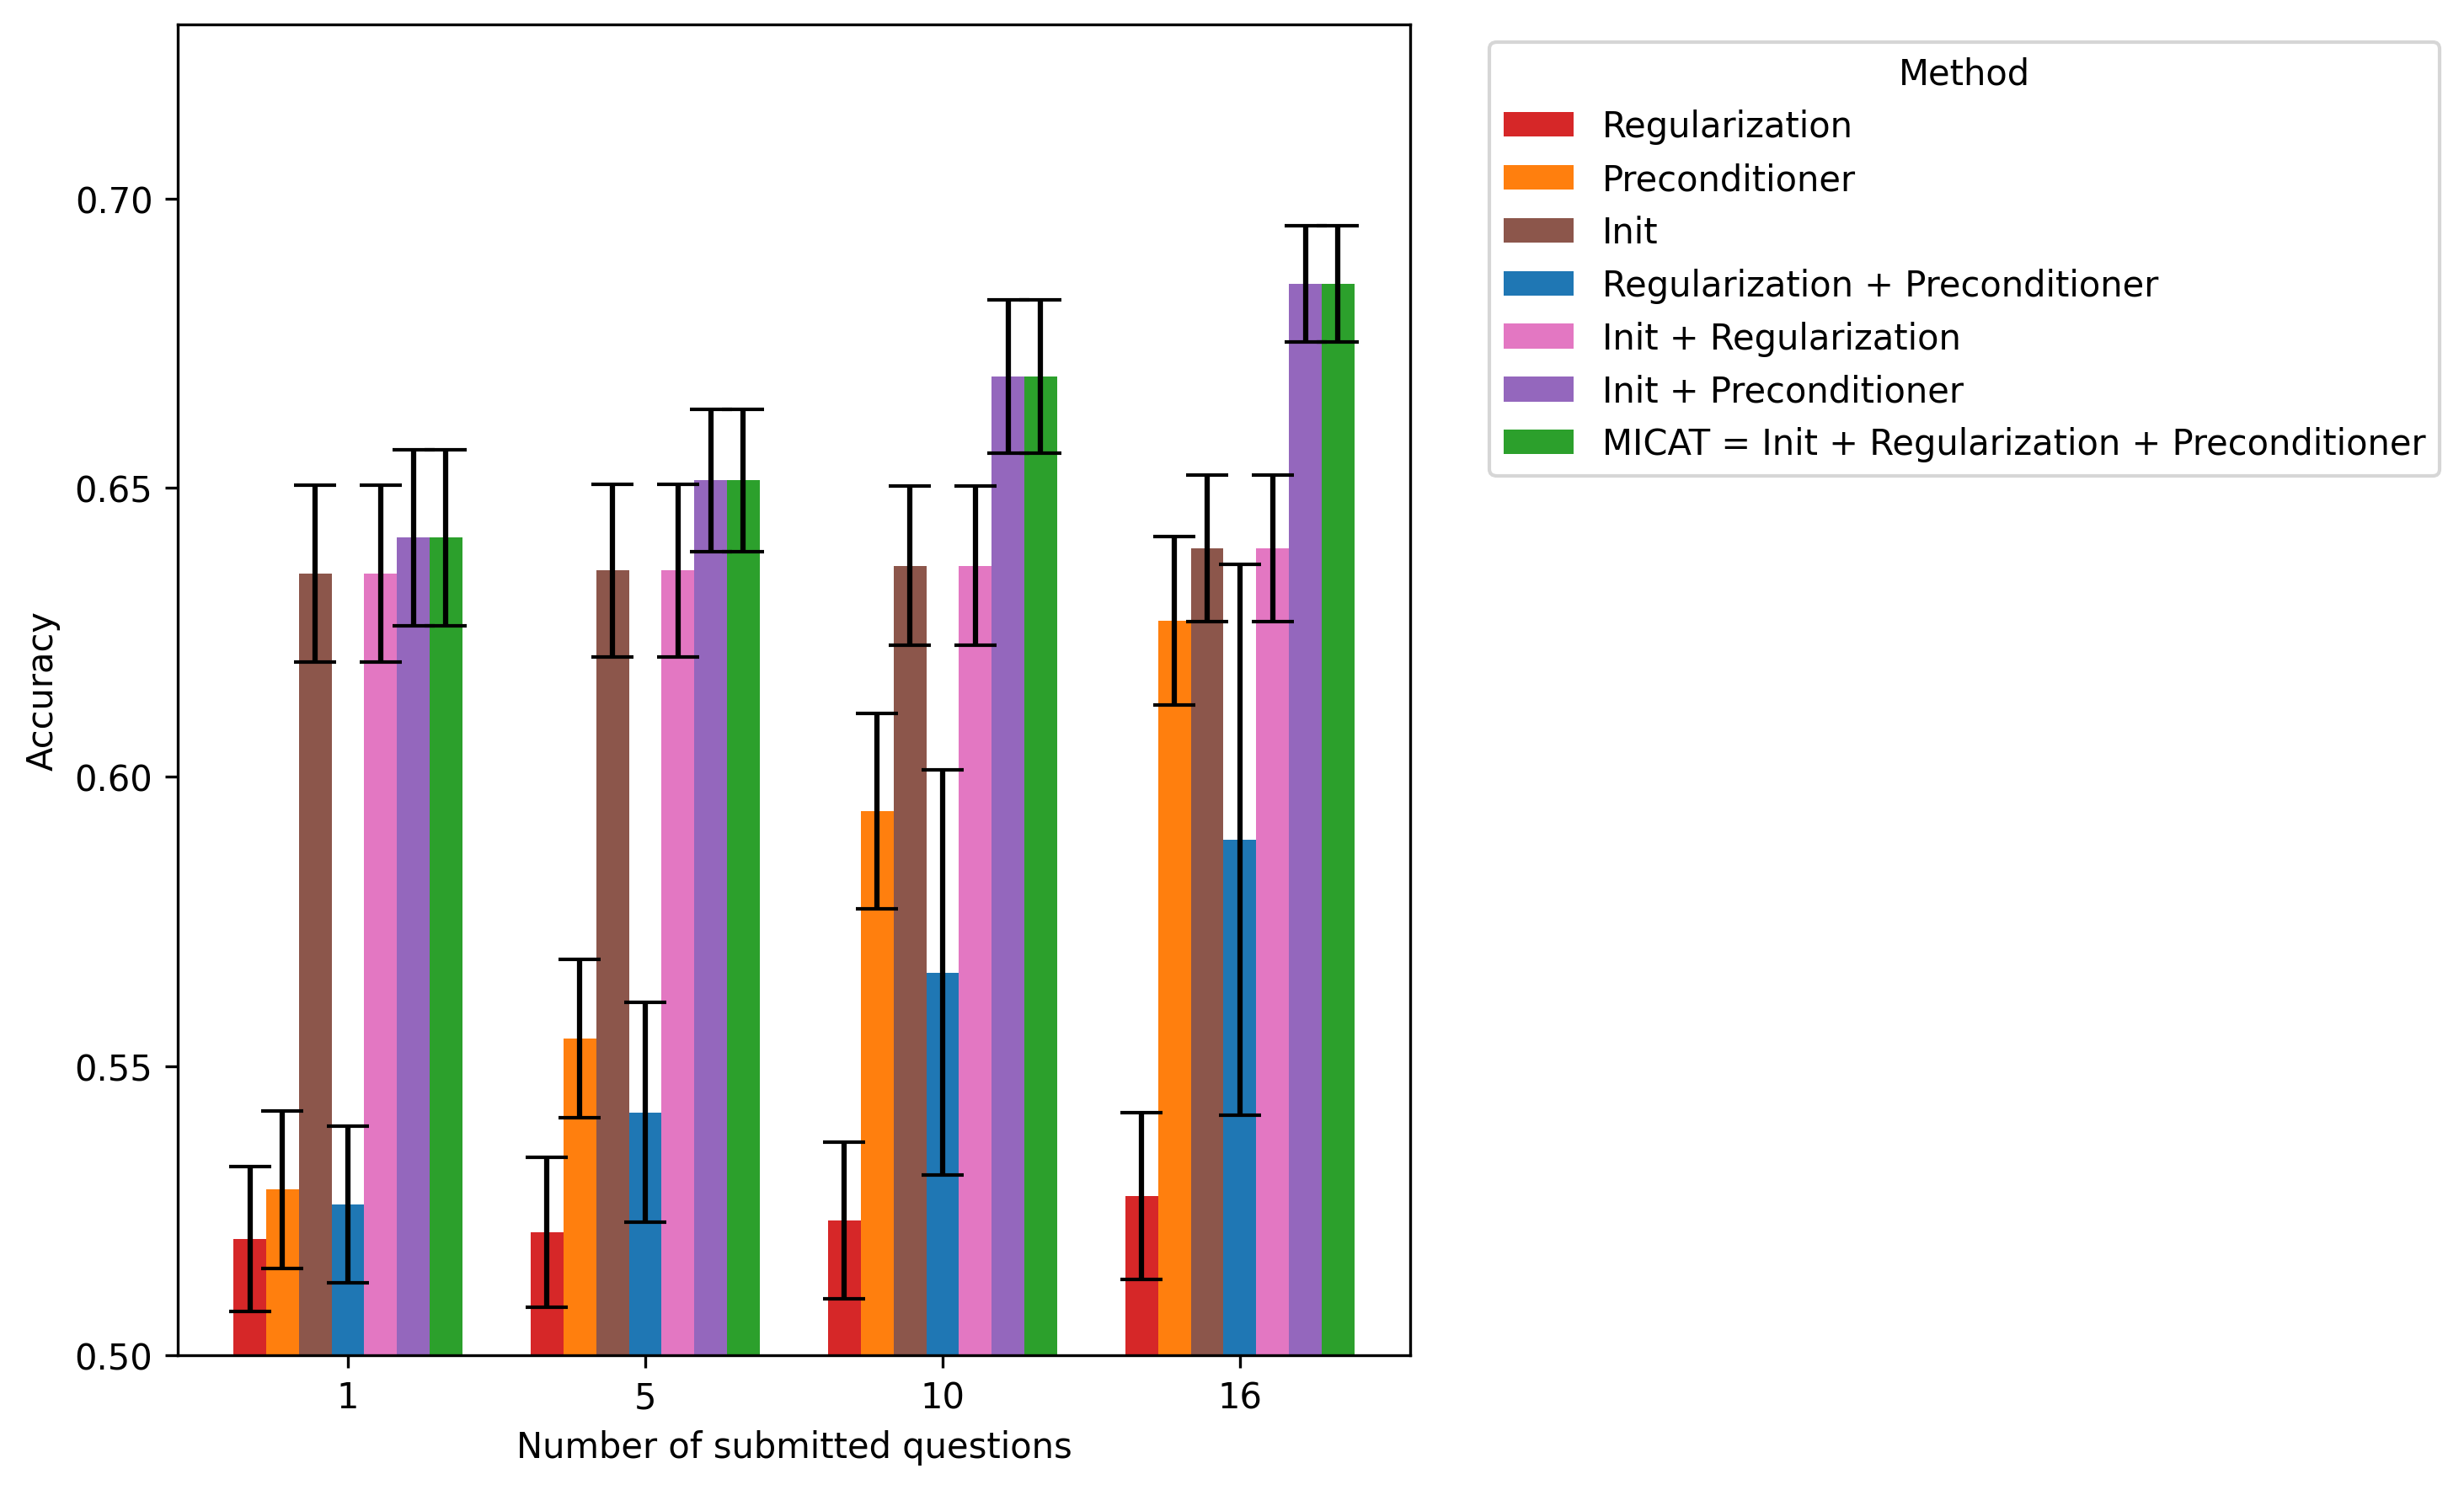 Method
Regularization
Preconditioner
Init
Regularization + Preconditioner
Init + Regularization
Init + Preconditioner
MICAT = Init + Regularization + Preconditioner
Accuracy
0.70
0.65
0.60
0.55
0.50
1 5 10 16
Number of submitted questions